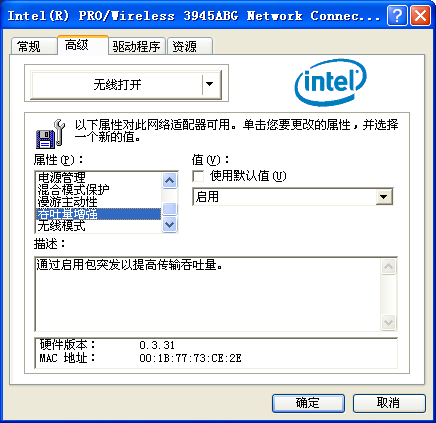 Intel(R) PRO/Wireless 3945ABG Network Connec...
常规 高级 驱动程序 资源
无线打开
intel
以下属性对此网络适配器可用。单击您要更改的属性，并选择
一个新的值。
属性(P)： 值(V)：
电源管理
混合模式保护
漫游主动性
吞吐量增强
无线模式
使用默认值(U)
启用
描述：
通过启用包突发以提高传输吞吐量。
硬件版本： 0.3.31
MAC 地址： 00:1B:77:73:CE:2E
确定 取消